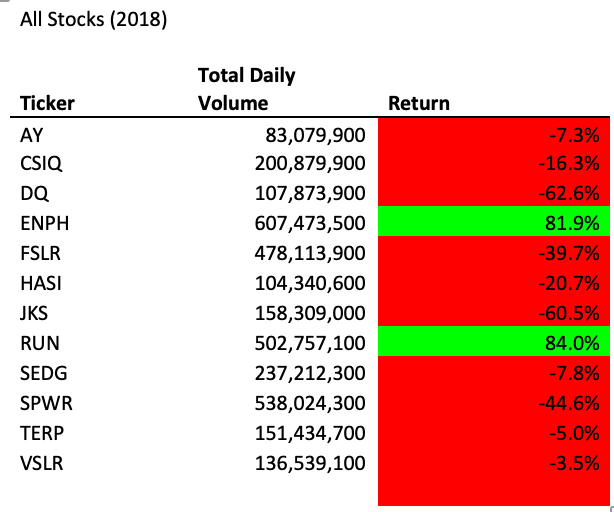 All Stocks (2018)
Total Daily
Ticker Volume Return
AY 83,079,900 -7.3%
CSIQ 200,879,900 -16.3%
DQ 107,873,900 -62.6%
ENPH 607,473,500 81.9%
FSLR 478,113,900 -39.7%
HASI 104,340,600 -20.7%
JKS 158,309,000 -60.5%
RUN 502,757,100 84.0%
SEDG 237,212,300 -7.8%
SPWR 538,024,300 -44.6%
TERP 151,434,700 -5.0%
VSLR 136,539,100 -3.5%